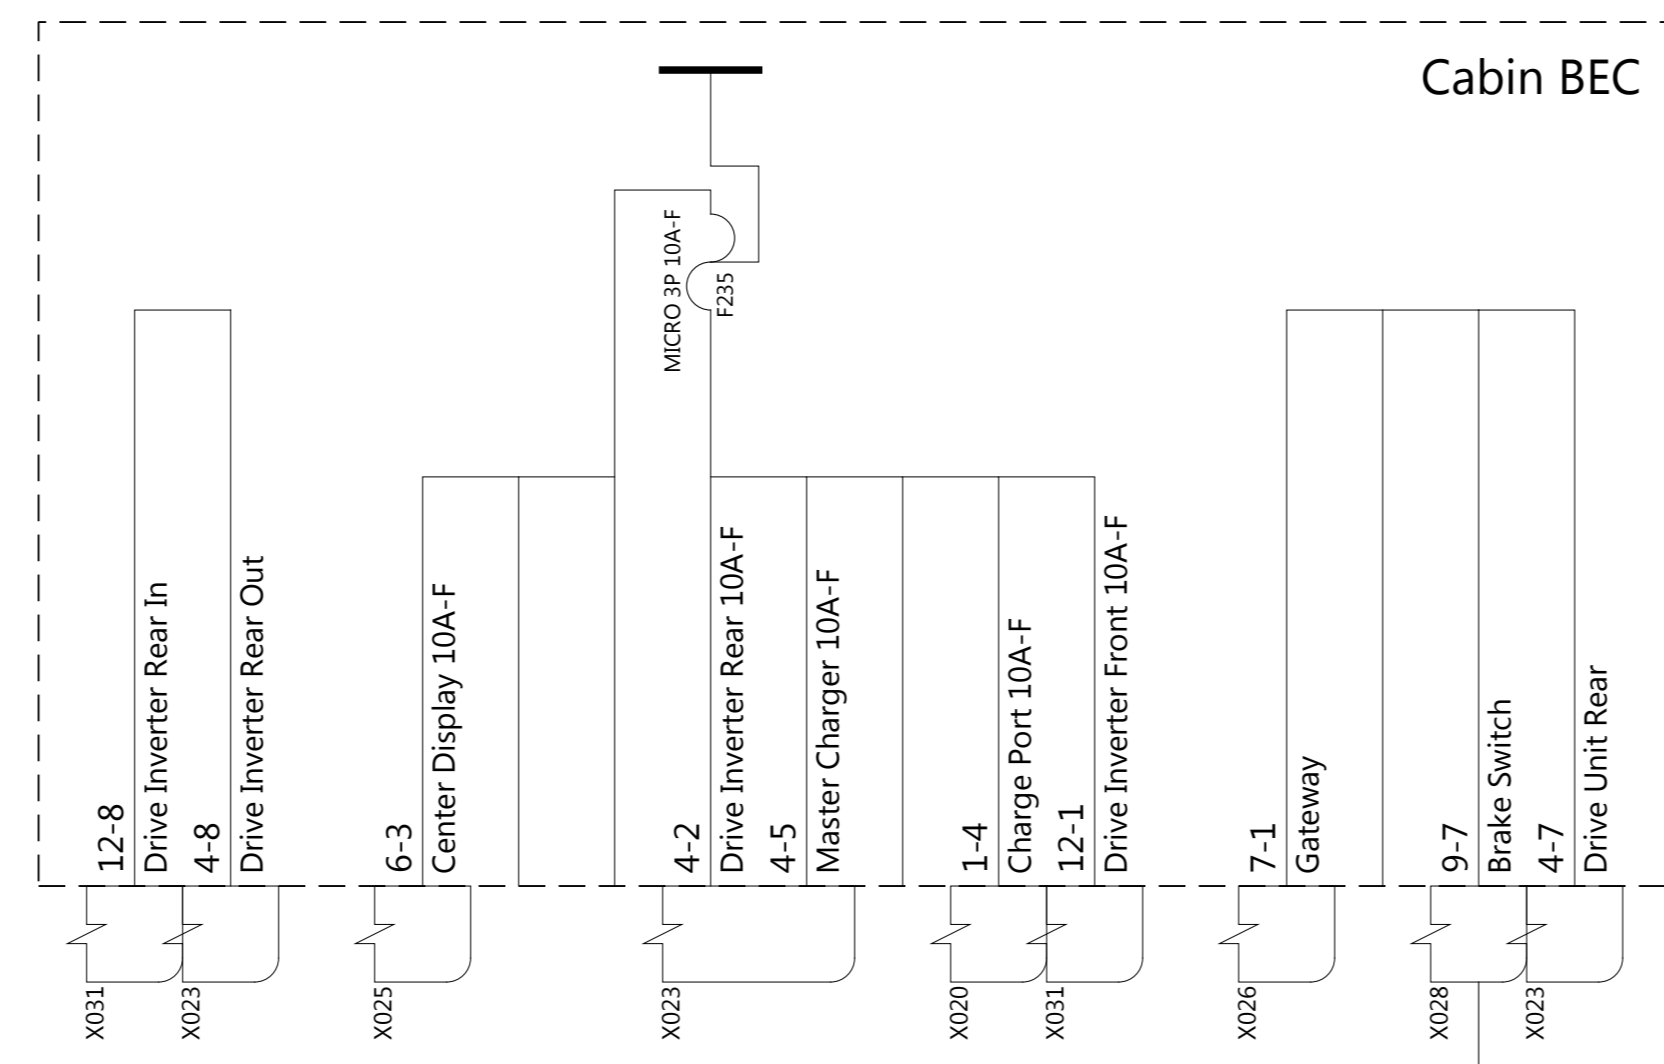 Cabin BEC
MICRO 3P 10A-F
F235
12-8
Drive Inverter Rear In
4-8
Drive Inverter Rear Out
6-3
Center Display 10A-F
4-2
Drive Inverter Rear 10A-F
4-5
Master Charger 10A-F
1-4
Charge Port 10A-F
12-1
Drive Inverter Front 10A-F
7-1
Gateway
9-7
Brake Switch
4-7
Drive Unit Rear
X031
X023
X025
X023
X020
X031
X026
X028
X023